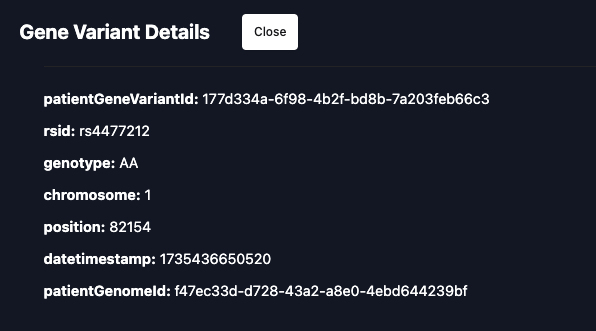 Gene Variant Details
Close
patientGeneVariantId: 177d334a-6f98-4b2f-bd8b-7a203feb66c3
rsid: rs4477212
genotype: AA
chromosome: 1
position: 82154
datetimestamp: 1735436650520
patientGenomeId: f47ec33d-d728-43a2-a8e0-4ebd644239bf